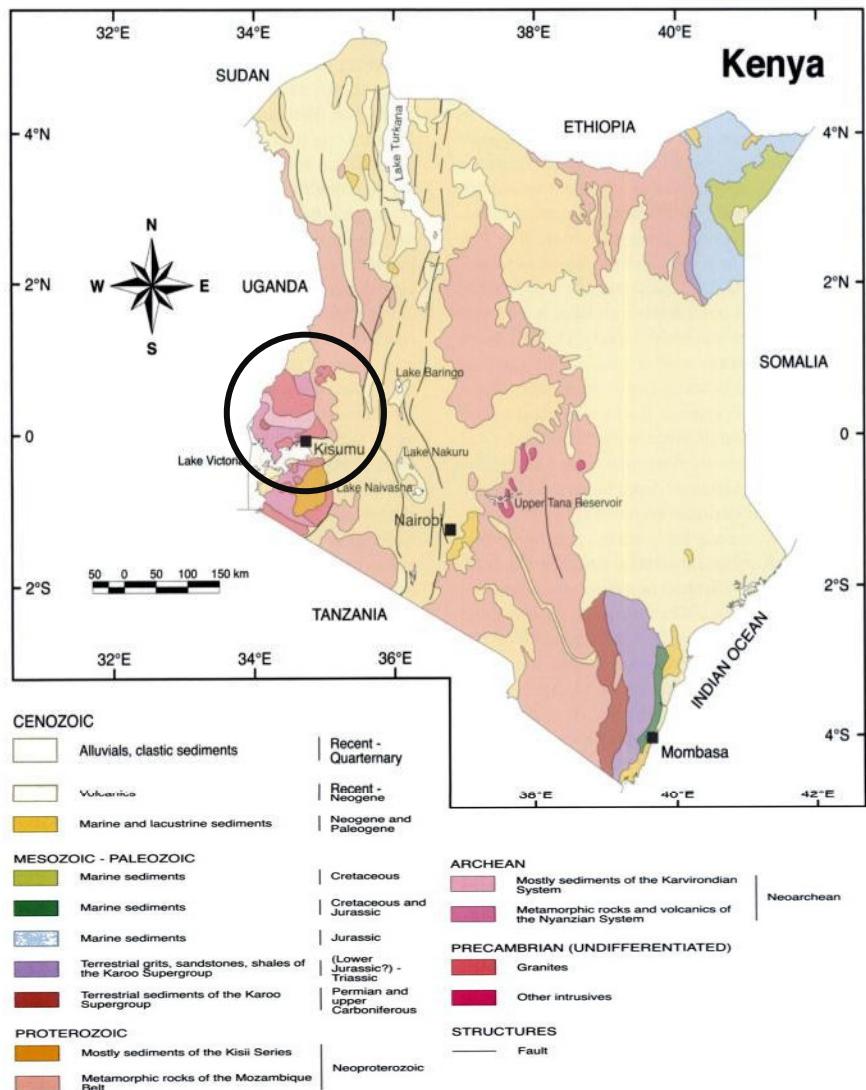 32°E 34°E 36°E 38°E 40°E
Kenya
SUDAN
ETHIOPIA
4°N 4°N
Lake Turkana
N
W E
S
2°N 2°N
UGANDA
SOMALIA
Lake Baringo
0 0
Kisumu
Lake Nakuru
Lake Victoria
Lake Naivasha
Upper Tana Reservoir
Nairobi
50 0 50 100 150 km
2°S 2°S
TANZANIA
INDIAN OCEAN
32°E 34°E 36°E
4°S
Mombasa
38°E 40°E 42°E
CENOZOIC
Alluvials, clastic sediments
Recent -
Quarternary
Volcanics
Recent -
Neogene
Marine and lacustrine sediments
Neogene and
Paleogene
MESOZOIC - PALEOZOIC
Marine sediments
Cretaceous
Marine sediments
Cretaceous and
Jurassic
Marine sediments
Jurassic
Terrestrial grits, sandstones, shales of
the Karoo Supergroup
(Lower
Jurassic?) -
Triassic
Terrestrial sediments of the Karoo
Supergroup
Permian and
upper
Carboniferous
PROTEROZOIC
Mostly sediments of the Kisii Series
Metamorphic rocks of the Mozambique
Belt
Neoproterozoic
ARCHEAN
Mostly sediments of the Karvirondian
System
Metamorphic rocks and volcanics of
the Nyanzian System
Neoarchean
PRECAMBRIAN (UNDIFFERENTIATED)
Granites
Other intrusives
STRUCTURES
Fault